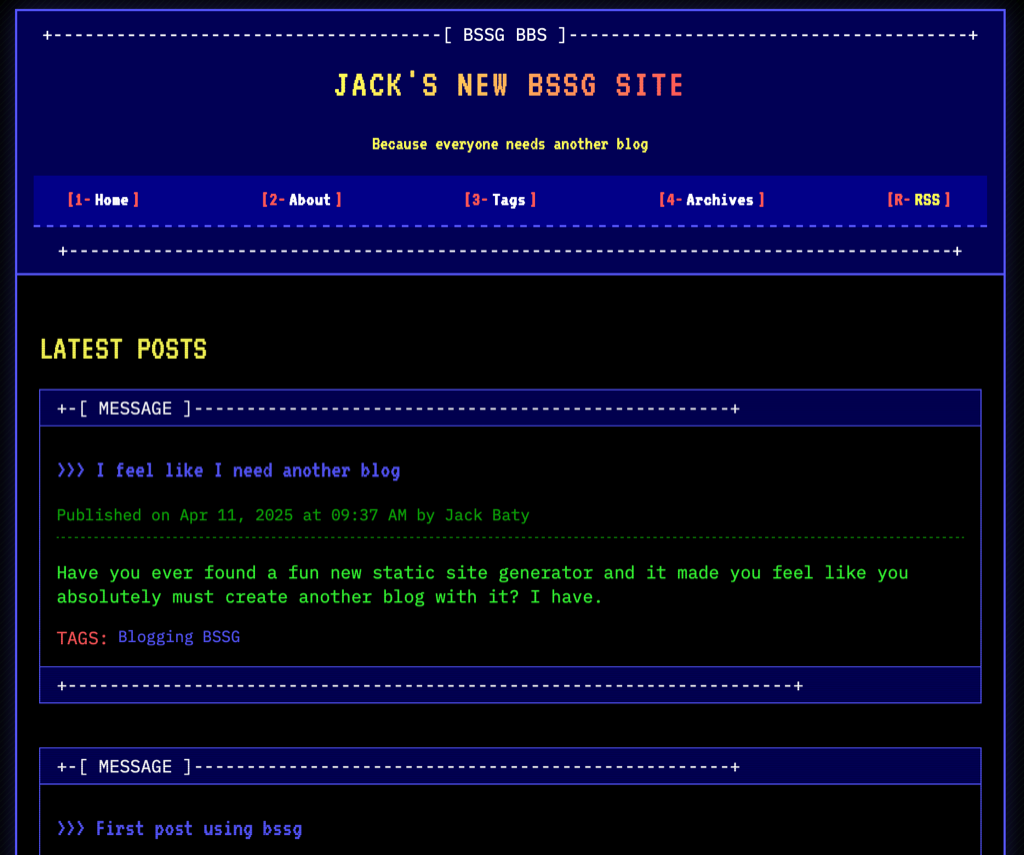 +-------------------------------------[ BSSG BBS ]--------------------------------------+
JACK'S NEW BSSG SITE
Because everyone needs another blog
[1- Home ] [2- About ] [3- Tags ] [4- Archives ] [R- RSS ]
+------------------------------------------------------------------------------------+
LATEST POSTS
+-[ MESSAGE ]---------------------------------------------------+
>>> I feel like I need another blog
Published on Apr 11, 2025 at 09:37 AM by Jack Baty
Have you ever found a fun new static site generator and it made you feel like you
absolutely must create another blog with it? I have.
TAGS: Blogging BSSG
+---------------------------------------------------------------------+
+-[ MESSAGE ]---------------------------------------------------+
>>> First post using bssg